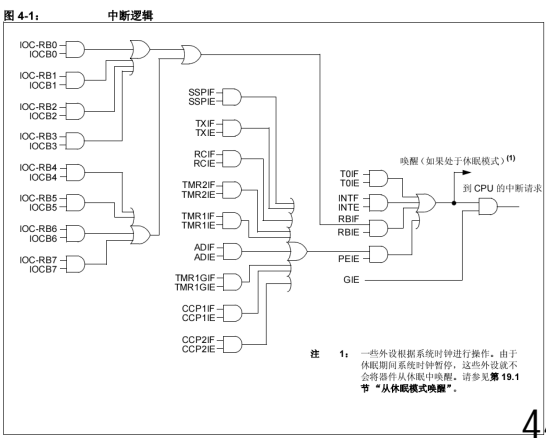 图 4-1: 中断逻辑
IOC-RB0
IOCB0
IOC-RB1
IOCB1
IOC-RB2
IOCB2
IOC-RB3
IOCB3
IOC-RB4
IOCB4
IOC-RB5
IOCB5
IOC-RB6
IOCB6
IOC-RB7
IOCB7
SSPIF
SSPIE
TXIF
TXIE
RCIF
RCIE
TMR2IF
TMR2IE
TMR1IF
TMR1IE
ADIF
ADIE
TMR1GIF
TMR1GIE
CCP1IF
CCP1IE
CCP2IF
CCP2IE
唤醒（如果处于休眠模式）(1)
T0IF
T0IE
到 CPU 的中断请求
INTF
INTE
RBIF
RBIE
PEIE
GIE
注 1: 一些外设根据系统时钟进行操作。由于
休眠期间系统时钟暂停，这些外设就不
会将器件从休眠中唤醒。请参见第 19.1
节 “从休眠模式唤醒”。
4.